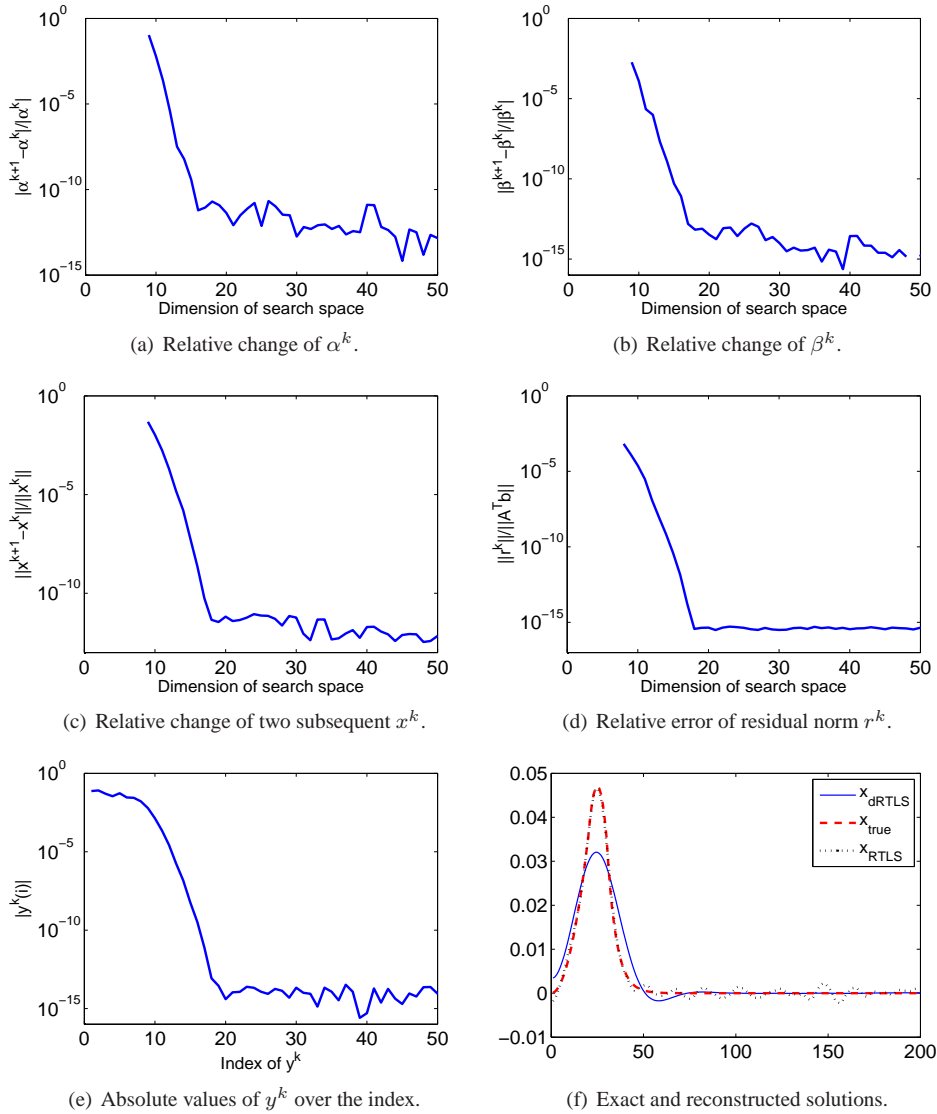 10^0
10^-5
10^-10
10^-15
|α^{k+1}−α^k|/|α^k|
0 10 20 30 40 50
Dimension of search space
(a) Relative change of α^k.
10^0
10^-5
10^-10
10^-15
||β^{k+1}−β^k|/||β^k||
0 10 20 30 40 50
Dimension of search space
(b) Relative change of β^k.
10^0
10^-5
10^-10
||x^{k+1}−x^k||/||x^k||
0 10 20 30 40 50
Dimension of search space
(c) Relative change of two subsequent x^k.
10^0
10^-5
10^-10
10^-15
||r^k||/||A^Tb||
0 10 20 30 40 50
Dimension of search space
(d) Relative error of residual norm r^k.
10^0
10^-5
10^-10
10^-15
|y^k(i)|
0 10 20 30 40 50
Index of y^k
(e) Absolute values of y^k over the index.
0.05
0.04
0.03
0.02
0.01
0
−0.01
0 50 100 150 200
x_dRTLS
x_true
x_RTLS
(f) Exact and reconstructed solutions.